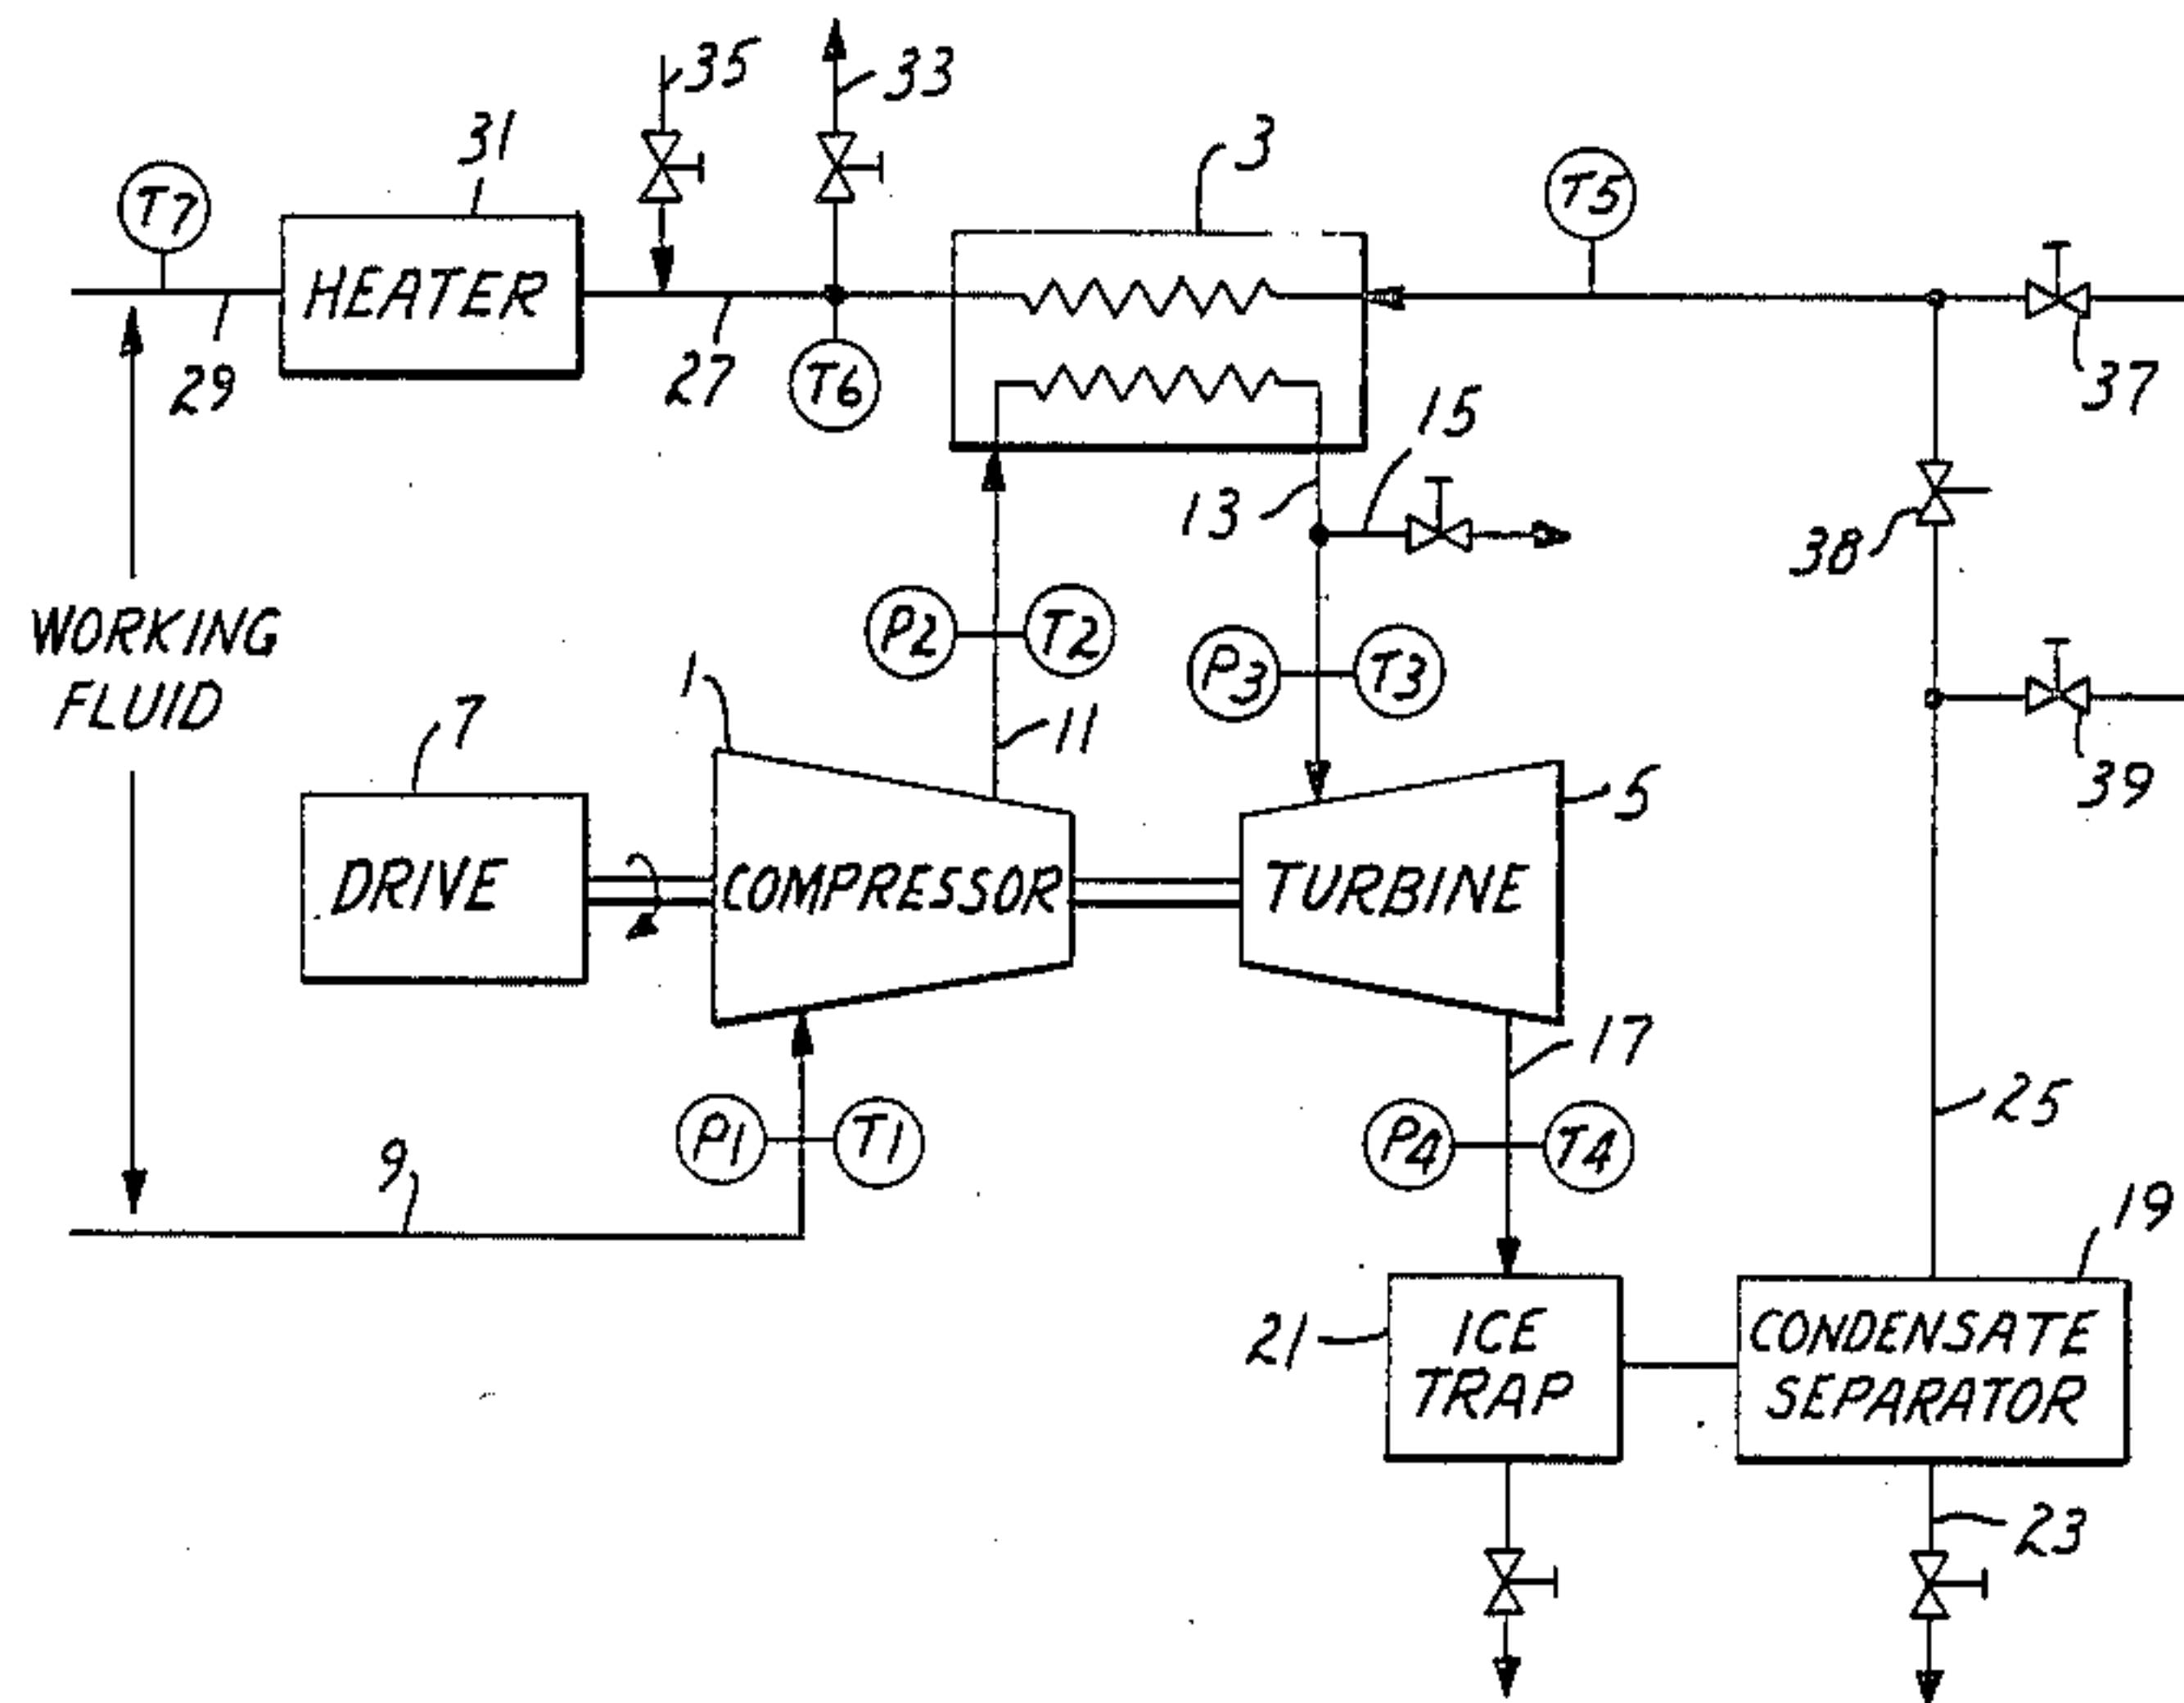 35
33
31
3
T7
T5
HEATER
29
27
T6
37
15
13
38
WORKING
FLUID
P2
T2
P3
T3
1
11
7
39
5
DRIVE
COMPRESSOR
TURBINE
17
25
P1
T1
P4
T4
9
19
21
ICE
TRAP
CONDENSATE
SEPARATOR
23